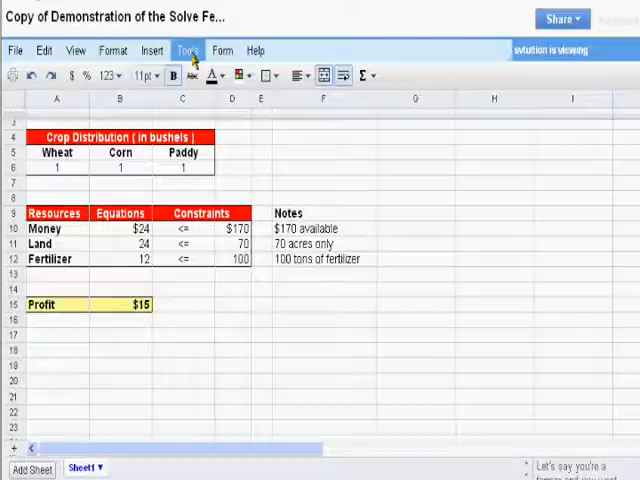 Copy of Demonstration of the Solve Fe...
Share
File Edit View Format Insert Tools Form Help
svtuition is viewing
$ % 123 11pt B Abc A Σ
A B C D E F G H I
3
4 Crop Distribution ( in bushels )
5 Wheat Corn Paddy
6 1 1 1
7
8
9 Resources Equations Constraints Notes
10 Money $24 <= $170 $170 available
11 Land 24 <= 70 70 acres only
12 Fertilizer 12 <= 100 100 tons of fertilizer
13
14
15 Profit $15
16
17
18
19
20
21
22
23
Add Sheet Sheet1
Let's say you're a